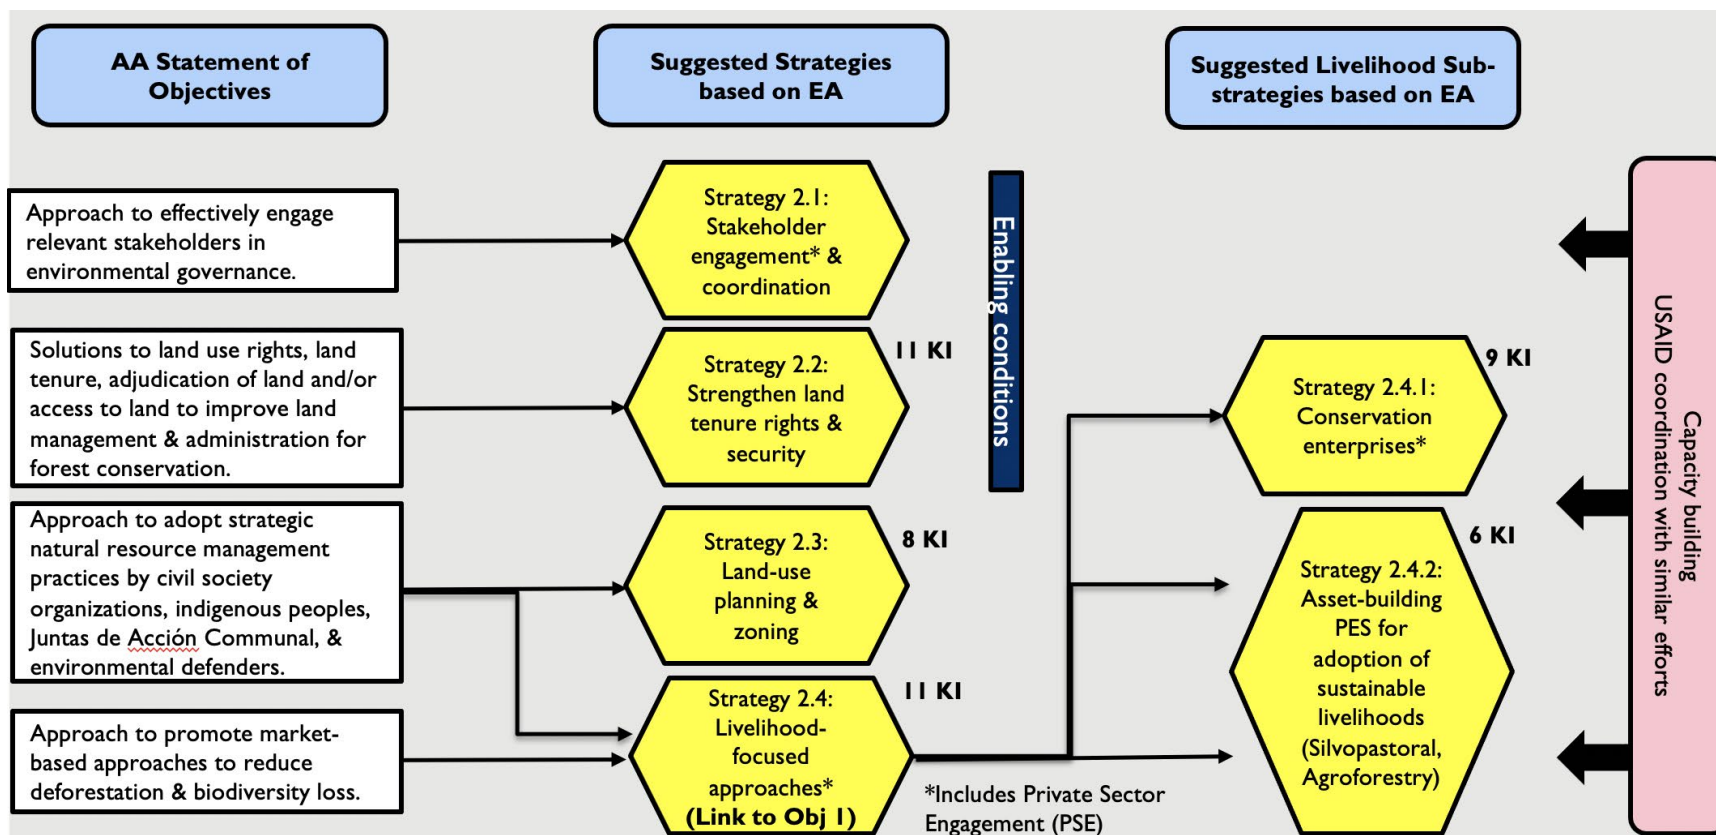 AA Statement of
Objectives
Suggested Strategies
based on EA
Suggested Livelihood Sub-
strategies based on EA
Approach to effectively engage
relevant stakeholders in
environmental governance.
Strategy 2.1:
Stakeholder
engagement* &
coordination
Enabling conditions
Solutions to land use rights, land
tenure, adjudication of land and/or
access to land to improve land
management & administration for
forest conservation.
Strategy 2.2:
Strengthen land
tenure rights &
security
11 KI
Strategy 2.4.1:
Conservation
enterprises*
9 KI
Approach to adopt strategic
natural resource management
practices by civil society
organizations, indigenous peoples,
Juntas de Acción Communal, &
environmental defenders.
Strategy 2.3:
Land-use
planning &
zoning
8 KI
Strategy 2.4.2:
Asset-building
PES for
adoption of
sustainable
livelihoods
(Silvopastoral,
Agroforestry)
6 KI
Approach to promote market-
based approaches to reduce
deforestation & biodiversity loss.
Strategy 2.4:
Livelihood-
focused
approaches*
(Link to Obj 1)
11 KI
*Includes Private Sector
Engagement (PSE)
Capacity building
USAID coordination with similar efforts